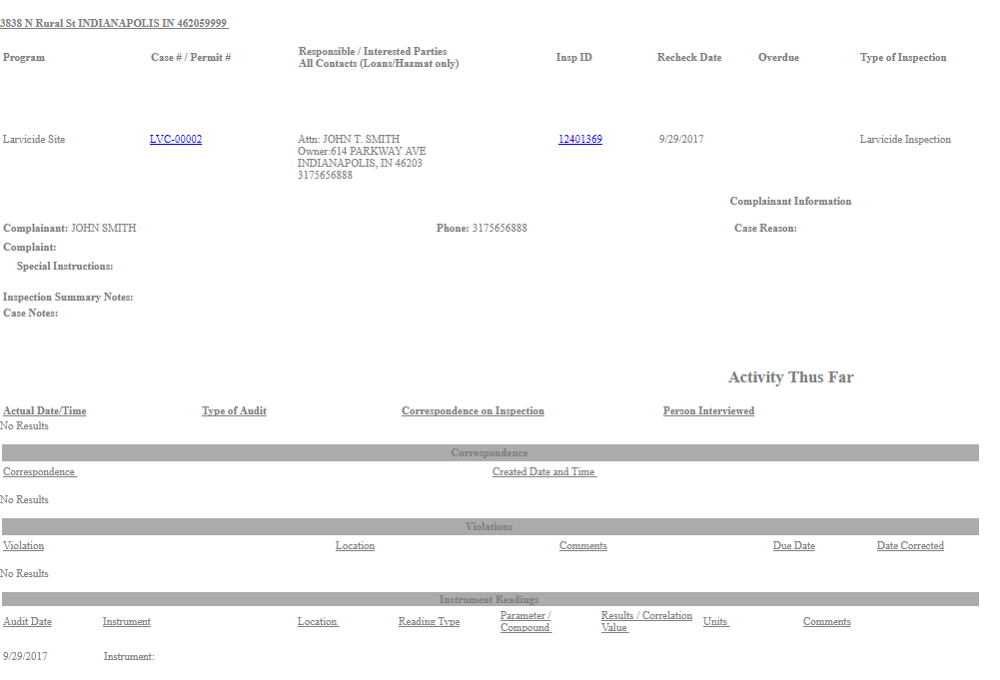 3838 N Rural St INDIANAPOLIS IN 462059999
Program Case # / Permit # Responsible / Interested Parties All Contacts (Loans/Hazmat only) Insp ID Recheck Date Overdue Type of Inspection
Larvicide Site LVC-00002 Attn: JOHN T. SMITH 12401369 9/29/2017 Larvicide Inspection
Owner:614 PARKWAY AVE
INDIANAPOLIS, IN 46203
3175656888
Complainant Information
Complainant: JOHN SMITH Phone: 3175656888 Case Reason:
Complaint:
Special Instructions:
Inspection Summary Notes:
Case Notes:
Activity Thus Far
Actual Date/Time Type of Audit Correspondence on Inspection Person Interviewed
No Results
Correspondence
Correspondence Created Date and Time
No Results
Violations
Violation Location Comments Due Date Date Corrected
No Results
Instrument Readings
Audit Date Instrument Location Reading Type Parameter / Compound Results / Correlation Value Units Comments
9/29/2017 Instrument: